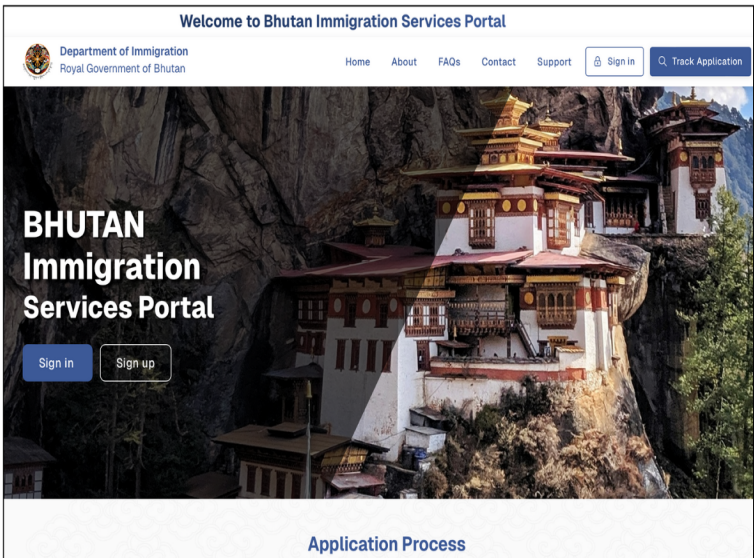 Welcome to Bhutan Immigration Services Portal
Department of Immigration
Royal Government of Bhutan
Home About FAQs Contact Support Sign in Track Application
BHUTAN
Immigration
Services Portal
Sign in Sign up
Application Process